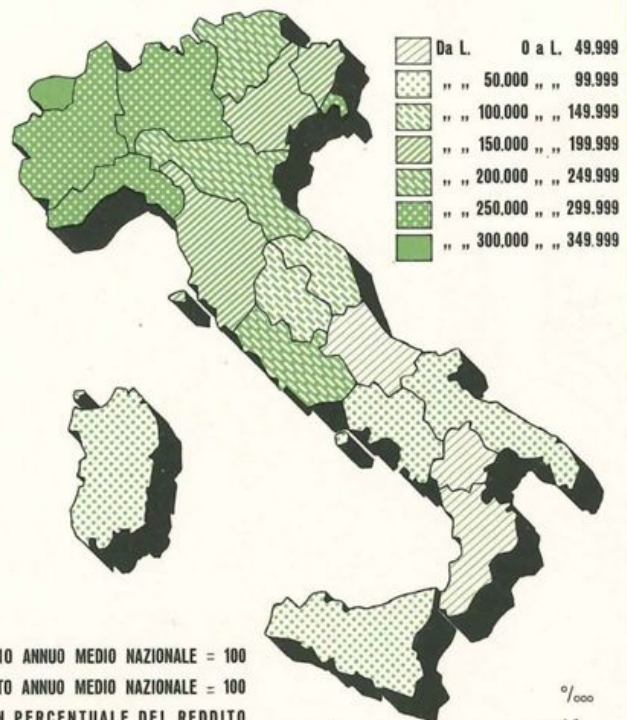 Da L. 0 a L. 49.999
„ „ 50.000 „ „ 99.999
„ „ 100.000 „ „ 149.999
„ „ 150.000 „ „ 199.999
„ „ 200.000 „ „ 249.999
„ „ 250.000 „ „ 299.999
„ „ 300.000 „ „ 349.999
ANNUO MEDIO NAZIONALE = 100
ANNUO MEDIO NAZIONALE = 100
PERCENTUALE DEL REDDITO
°/₀₀₀